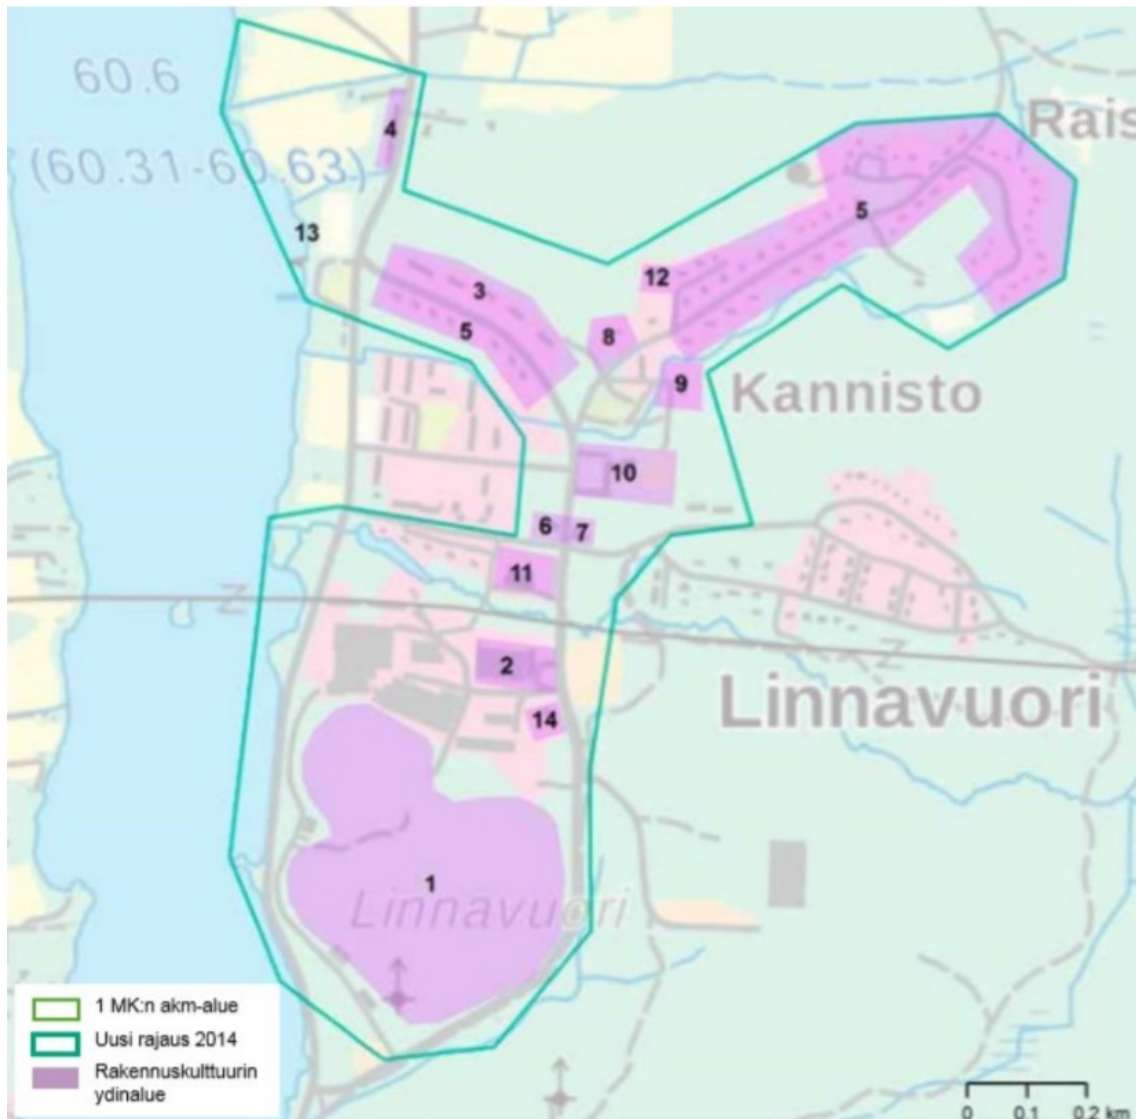 60.6
Rais
4
(60.31-60.63)
5
13
12
3
5
8
9
Kannisto
10
6
7
11
2
Linnavuori
14
1
Linnavuori
1 MK:n akm-alue
Uusi rajaus 2014
Rakennuskulttuurin
ydinalue
0 0.1 0.2 km